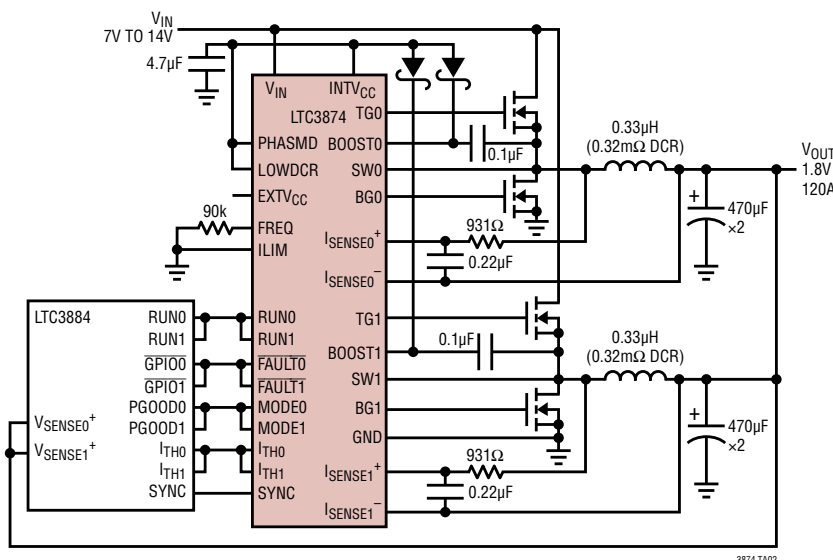 VIN
7V TO 14V
4.7µF
VIN
INTVCC
LTC3874
TG0
PHASMD
BOOST0
LOWDCR
SW0
EXTVCC
BG0
90k
FREQ
ILIM
ISENSE0+
ISENSE0–
0.1µF
0.33µH
(0.32mΩ DCR)
VOUT
1.8V
120A
+
470µF
×2
931Ω
0.22µF
LTC3884
RUN0
RUN1
GPIO0
GPIO1
PGOOD0
PGOOD1
VSENSE0+
VSENSE1+
ITH0
ITH1
SYNC
RUN0
RUN1
FAULT0
FAULT1
MODE0
MODE1
ITH0
ITH1
SYNC
TG1
BOOST1
SW1
BG1
GND
ISENSE1+
ISENSE1–
0.1µF
0.33µH
(0.32mΩ DCR)
+
470µF
×2
931Ω
0.22µF
3874 TA02